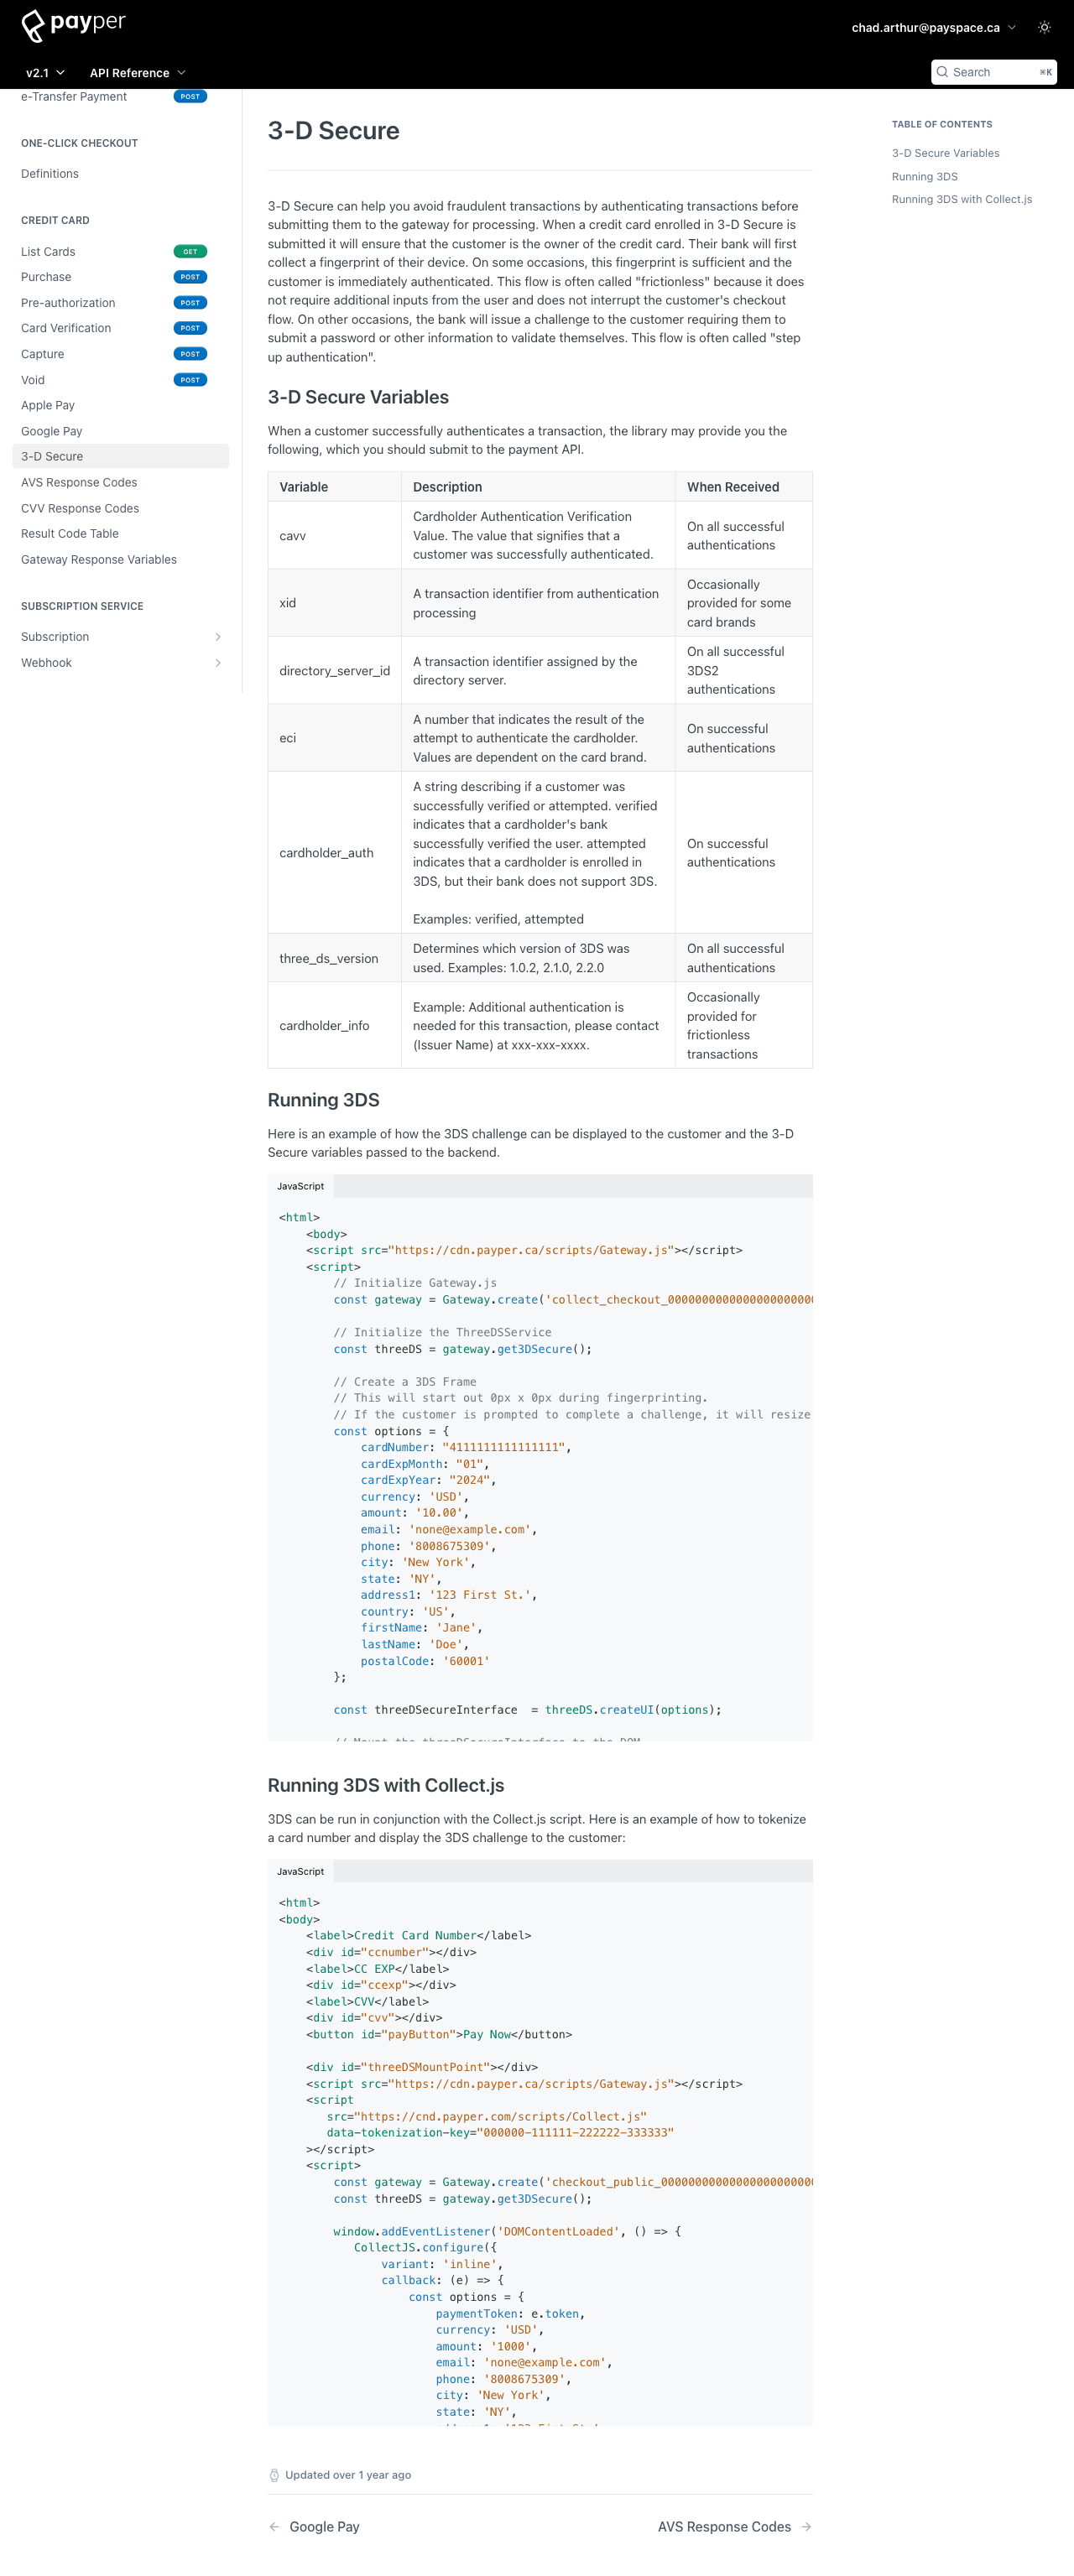 payper
chad.arthur@payspace.ca
v2.1
API Reference
Search
⌘K
e-Transfer Payment
POST
ONE-CLICK CHECKOUT
Definitions
CREDIT CARD
List Cards
GET
Purchase
POST
Pre-authorization
POST
Card Verification
POST
Capture
POST
Void
POST
Apple Pay
Google Pay
3-D Secure
AVS Response Codes
CVV Response Codes
Result Code Table
Gateway Response Variables
SUBSCRIPTION SERVICE
Subscription
Webhook
3-D Secure
3-D Secure can help you avoid fraudulent transactions by authenticating transactions before
submitting them to the gateway for processing. When a credit card enrolled in 3-D Secure is
submitted it will ensure that the customer is the owner of the credit card. Their bank will first
collect a fingerprint of their device. On some occasions, this fingerprint is sufficient and the
customer is immediately authenticated. This flow is often called "frictionless" because it does
not require additional inputs from the user and does not interrupt the customer's checkout
flow. On other occasions, the bank will issue a challenge to the customer requiring them to
submit a password or other information to validate themselves. This flow is often called "step
up authentication".
3-D Secure Variables
When a customer successfully authenticates a transaction, the library may provide you the
following, which you should submit to the payment API.
Variable
Description
When Received
cavv
Cardholder Authentication Verification
Value. The value that signifies that a
customer was successfully authenticated.
On all successful
authentications
xid
A transaction identifier from authentication
processing
Occasionally
provided for some
card brands
directory_server_id
A transaction identifier assigned by the
directory server.
On all successful
3DS2
authentications
eci
A number that indicates the result of the
attempt to authenticate the cardholder.
Values are dependent on the card brand.
On successful
authentications
cardholder_auth
A string describing if a customer was
successfully verified or attempted. verified
indicates that a cardholder's bank
successfully verified the user. attempted
indicates that a cardholder is enrolled in
3DS, but their bank does not support 3DS.
Examples: verified, attempted
On successful
authentications
three_ds_version
Determines which version of 3DS was
used. Examples: 1.0.2, 2.1.0, 2.2.0
On all successful
authentications
cardholder_info
Example: Additional authentication is
needed for this transaction, please contact
(Issuer Name) at xxx-xxx-xxxx.
Occasionally
provided for
frictionless
transactions
Running 3DS
Here is an example of how the 3DS challenge can be displayed to the customer and the 3-D
Secure variables passed to the backend.
JavaScript
<html>
    <body>
    <script src="https://cdn.payper.ca/scripts/Gateway.js"></script>
    <script>
        // Initialize Gateway.js
        const gateway = Gateway.create('collect_checkout_0000000000000000000000

        // Initialize the ThreeDSService
        const threeDS = gateway.get3DSecure();

        // Create a 3DS Frame
        // This will start out 0px x 0px during fingerprinting.
        // If the customer is prompted to complete a challenge, it will resize
        const options = {
            cardNumber: "4111111111111111",
            cardExpMonth: "01",
            cardExpYear: "2024",
            currency: 'USD',
            amount: '10.00',
            email: 'none@example.com',
            phone: '8008675309',
            city: 'New York',
            state: 'NY',
            address1: '123 First St.',
            country: 'US',
            firstName: 'Jane',
            lastName: 'Doe',
            postalCode: '60001'
        };

        const threeDSecureInterface  = threeDS.createUI(options);

        // Mount the threeDSecureInterface to the DOM
Running 3DS with Collect.js
3DS can be run in conjunction with the Collect.js script. Here is an example of how to tokenize
a card number and display the 3DS challenge to the customer:
JavaScript
<html>
<body>
    <label>Credit Card Number</label>
    <div id="ccnumber"></div>
    <label>CC EXP</label>
    <div id="ccexp"></div>
    <label>CVV</label>
    <div id="cvv"></div>
    <button id="payButton">Pay Now</button>

    <div id="threeDSMountPoint"></div>
    <script src="https://cdn.payper.ca/scripts/Gateway.js"></script>
    <script
       src="https://cnd.payper.com/scripts/Collect.js"
       data-tokenization-key="000000-111111-222222-333333"
    ></script>
    <script>
        const gateway = Gateway.create('checkout_public_00000000000000000000000
        const threeDS = gateway.get3DSecure();

        window.addEventListener('DOMContentLoaded', () => {
           CollectJS.configure({
               variant: 'inline',
               callback: (e) => {
                   const options = {
                       paymentToken: e.token,
                       currency: 'USD',
                       amount: '1000',
                       email: 'none@example.com',
                       phone: '8008675309',
                       city: 'New York',
                       state: 'NY',
Updated over 1 year ago
Google Pay
AVS Response Codes
TABLE OF CONTENTS
3-D Secure Variables
Running 3DS
Running 3DS with Collect.js